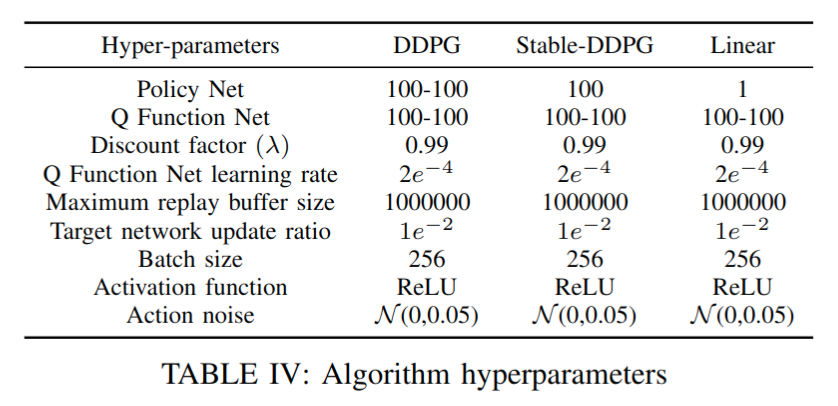 Hyper-parameters DDPG Stable-DDPG Linear
Policy Net 100-100 100 1
Q Function Net 100-100 100-100 100-100
Discount factor (λ) 0.99 0.99 0.99
Q Function Net learning rate 2e⁻⁴ 2e⁻⁴ 2e⁻⁴
Maximum replay buffer size 1000000 1000000 1000000
Target network update ratio 1e⁻² 1e⁻² 1e⁻²
Batch size 256 256 256
Activation function ReLU ReLU ReLU
Action noise 𝒩(0,0.05) 𝒩(0,0.05) 𝒩(0,0.05)
TABLE IV: Algorithm hyperparameters